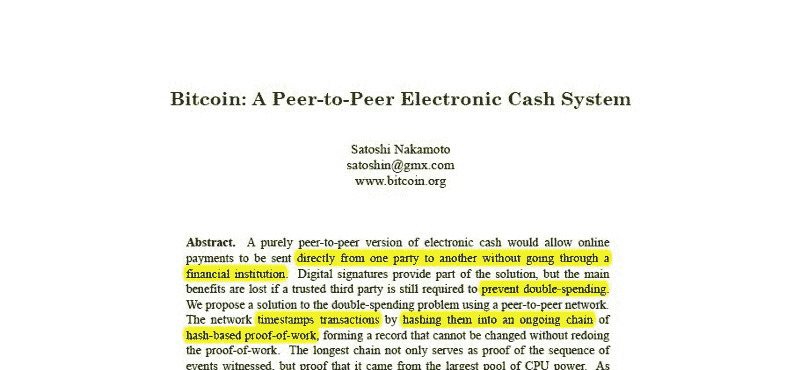 Bitcoin: A Peer-to-Peer Electronic Cash System
Satoshi Nakamoto
satoshin@gmx.com
www.bitcoin.org
Abstract. A purely peer-to-peer version of electronic cash would allow online
payments to be sent directly from one party to another without going through a
financial institution. Digital signatures provide part of the solution, but the main
benefits are lost if a trusted third party is still required to prevent double-spending.
We propose a solution to the double-spending problem using a peer-to-peer network.
The network timestamps transactions by hashing them into an ongoing chain of
hash-based proof-of-work, forming a record that cannot be changed without redoing
the proof-of-work. The longest chain not only serves as proof of the sequence of
events witnessed, but proof that it came from the largest pool of CPU power. As